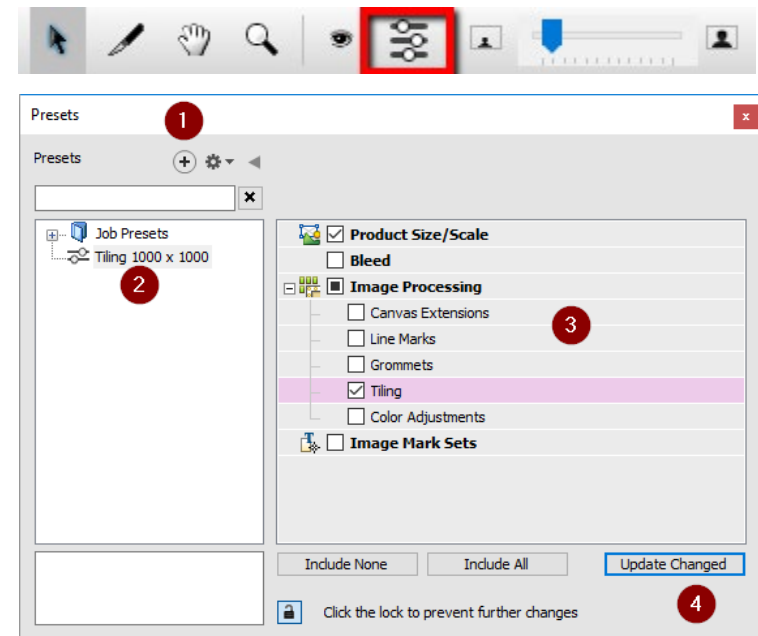 Presets
1
x
Presets
Job Presets
Tiling 1000 x 1000
2
Product Size/Scale
Bleed
Image Processing
Canvas Extensions
3
Line Marks
Grommets
Tiling
Color Adjustments
Image Mark Sets
Include None
Include All
Update Changed
Click the lock to prevent further changes
4